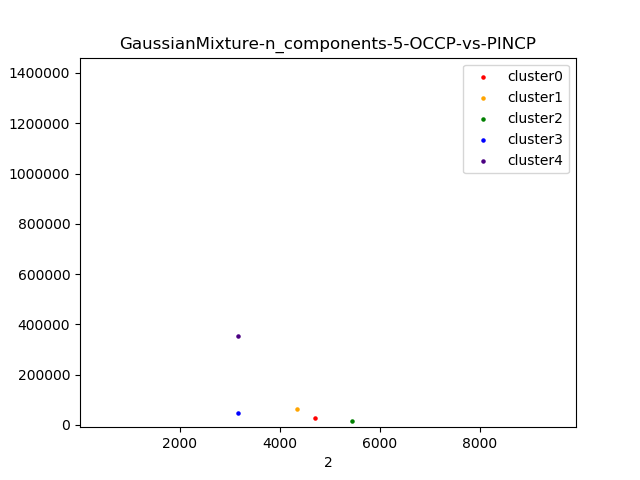 GaussianMixture-n_components-5-OCCP-vs-PINCP
1400000
1200000
1000000
800000
600000
400000
200000
0
cluster0
cluster1
cluster2
cluster3
cluster4
2000 4000 6000 8000
2